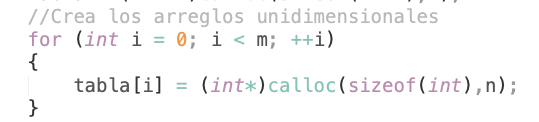 //Crea los arreglos unidimensionales
for (int i = 0; i < m; ++i)
{
tabla[i] = (int*)calloc(sizeof(int),n);
}